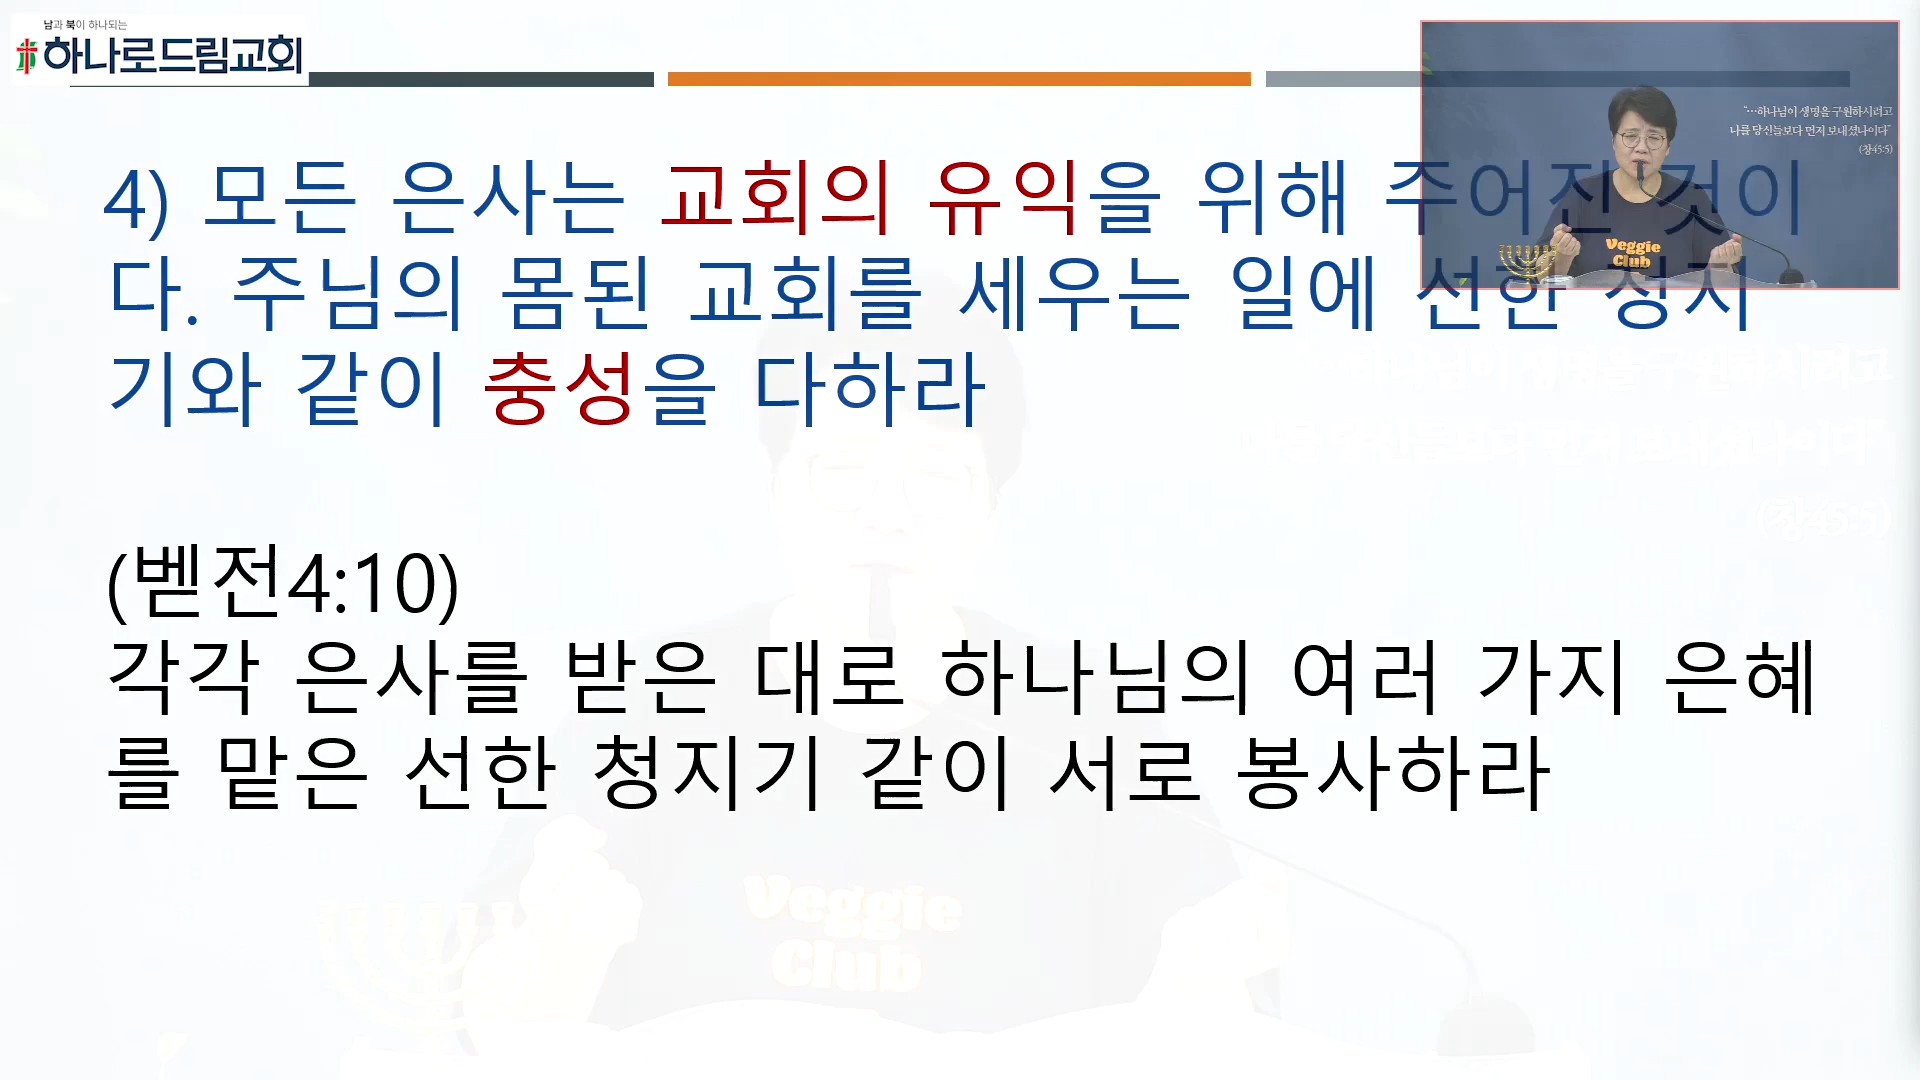 남과 북이 하나되는
하나로드림교회
"…하나님이 생명을 구원하시려고
나를 당신들보다 먼저 보내셨나이다"
(창45:5)
4) 모든 은사는 교회의 유익을 위해 주어진 것이
다. 주님의 몸된 교회를 세우는 일에 선한 청지
기와 같이 충성을 다하라
Veggie
Club
(벧전4:10)
각각 은사를 받은 대로 하나님의 여러 가지 은혜
를 맡은 선한 청지기 같이 서로 봉사하라
Veggie
Club
(창45:5)